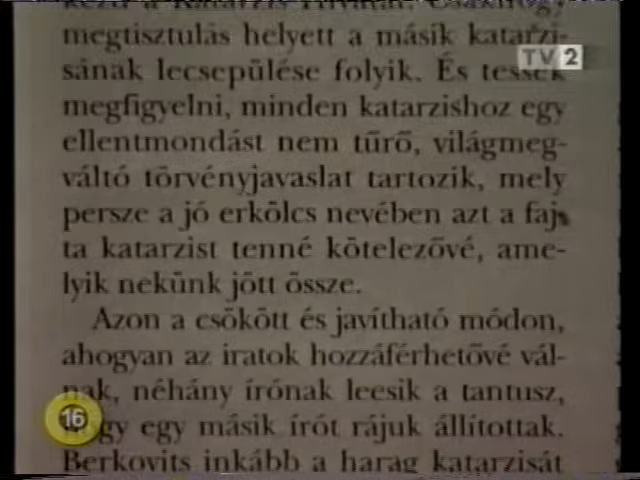 megtisztulás helyett a másik katarzi-
TV2
sának lecsepülése folyik. És tessék
megfigyelni, minden katarzishoz egy
ellentmondást nem tűrő, világmeg-
váltó törvényjavaslat tartozik, mely
persze a jó erkölcs nevében azt a faj-
ta katarzist tenné kötelezővé, ame-
lyik nekünk jött össze.
Azon a csökött és javítható módon,
ahogyan az iratok hozzáférhetővé vál-
nak, néhány írónak leesik a tantusz,
hogy egy másik írót rájuk állítottak.
16
Berkovits inkább a harag katarzisát